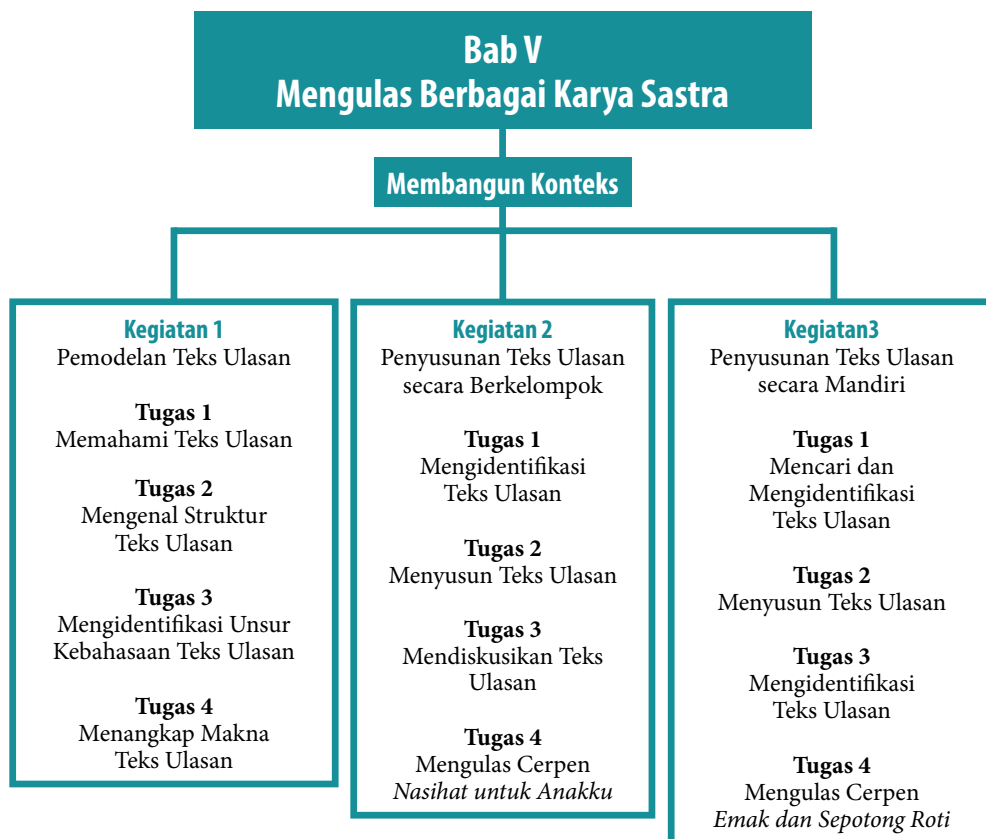 Bab V
Mengulas Berbagai Karya Sastra
Membangun Konteks
Kegiatan 1
Pemodelan Teks Ulasan
Tugas 1
Memahami Teks Ulasan
Tugas 2
Mengenal Struktur
Teks Ulasan
Tugas 3
Mengidentifikasi Unsur
Kebahasaan Teks Ulasan
Tugas 4
Menangkap Makna
Teks Ulasan
Kegiatan 2
Penyusunan Teks Ulasan
secara Berkelompok
Tugas 1
Mengidentifikasi
Teks Ulasan
Tugas 2
Menyusun Teks Ulasan
Tugas 3
Mendiskusikan Teks
Ulasan
Tugas 4
Mengulas Cerpen
Nasihat untuk Anakku
Kegiatan3
Penyusunan Teks Ulasan
secara Mandiri
Tugas 1
Mencari dan
Mengidentifikasi
Teks Ulasan
Tugas 2
Menyusun Teks Ulasan
Tugas 3
Mengidentifikasi
Teks Ulasan
Tugas 4
Mengulas Cerpen
Emak dan Sepotong Roti